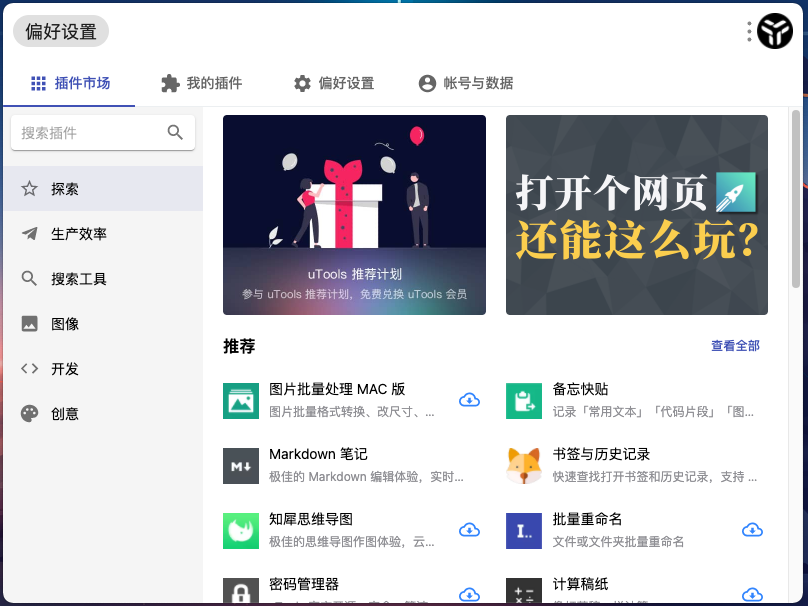 偏好设置
插件市场
我的插件
偏好设置
帐号与数据
搜索插件
探索
生产效率
搜索工具
图像
开发
创意
uTools 推荐计划
参与 uTools 推荐计划，免费兑换 uTools 会员
打开个网页
还能这么玩?
推荐
查看全部
图片批量处理 MAC 版
图片批量格式转换、改尺寸、...
备忘快贴
记录「常用文本」「代码片段」「图...
M↓
Markdown 笔记
极佳的 Markdown 编辑体验，实时...
书签与历史记录
快速查找打开书签和历史记录，支持 ...
知犀思维导图
极佳的思维导图作图体验，云...
I..
批量重命名
文件或文件夹批量重命名
密码管理器
计算稿纸